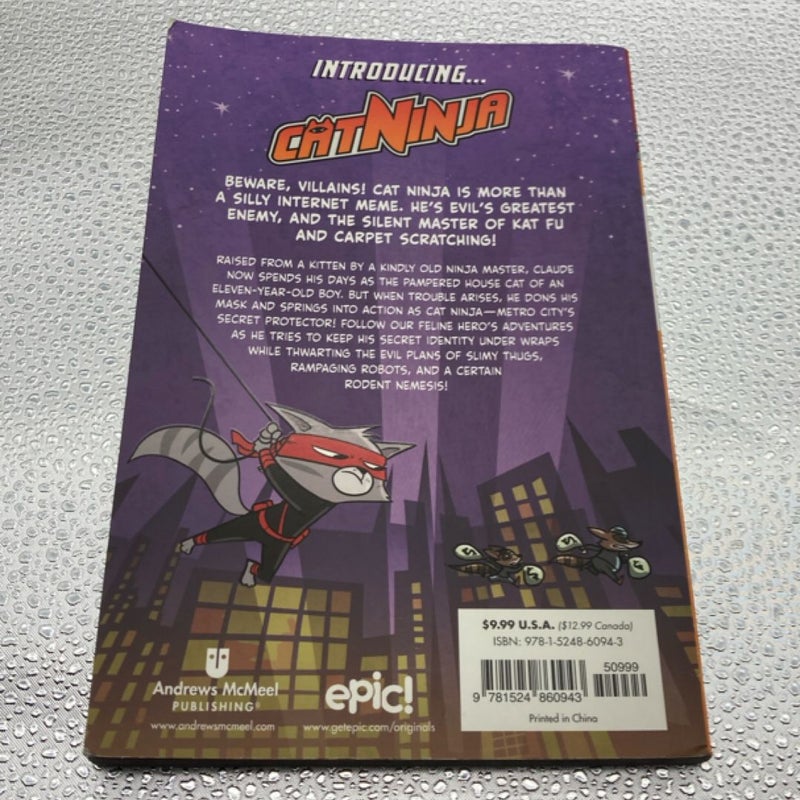 INTRODUCING...
CATNINJA
BEWARE, VILLAINS! CAT NINJA IS MORE THAN
A SILLY INTERNET MEME. HE'S EVIL'S GREATEST
ENEMY, AND THE SILENT MASTER OF KAT FU
AND CARPET SCRATCHING!
RAISED FROM A KITTEN BY A KINDLY OLD NINJA MASTER, CLAUDE
NOW SPENDS HIS DAYS AS THE PAMPERED HOUSE CAT OF AN
ELEVEN-YEAR-OLD BOY. BUT WHEN TROUBLE ARISES, HE DONS HIS
MASK AND SPRINGS INTO ACTION AS CAT NINJA—METRO CITY'S
SECRET PROTECTOR! FOLLOW OUR FELINE HERO'S ADVENTURES
AS HE TRIES TO KEEP HIS SECRET IDENTITY UNDER WRAPS
WHILE THWARTING THE EVIL PLANS OF SLIMY THUGS,
RAMPAGING ROBOTS, AND A CERTAIN
RODENT NEMESIS!
$9.99 U.S.A. ($12.99 Canada)
ISBN: 978-1-5248-6094-3
50999
9 781524 860943
Printed in China
Andrews McMeel
PUBLISHING®
www.andrewsmcmeel.com
epic!
www.getepic.com/originals